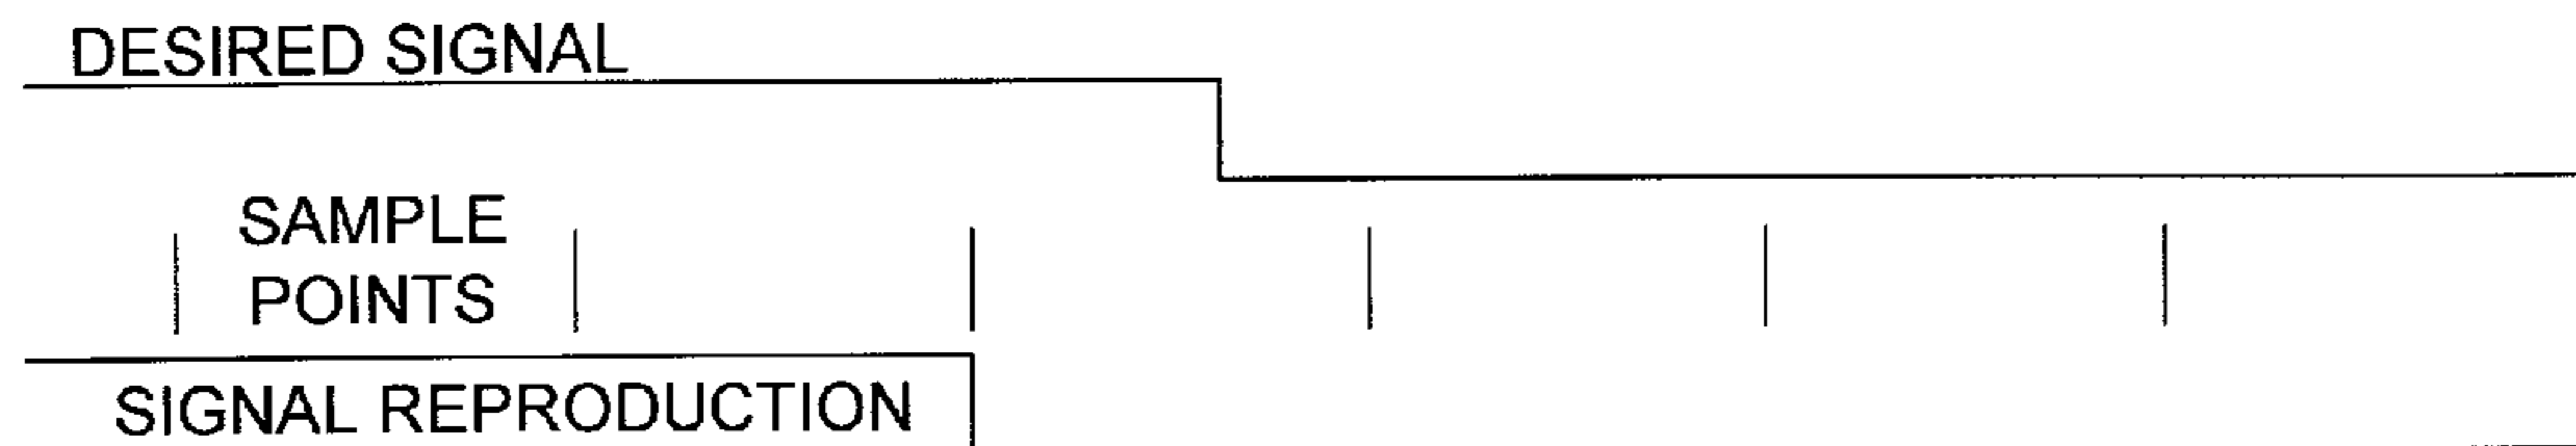 DESIRED SIGNAL
SAMPLE
POINTS
SIGNAL REPRODUCTION